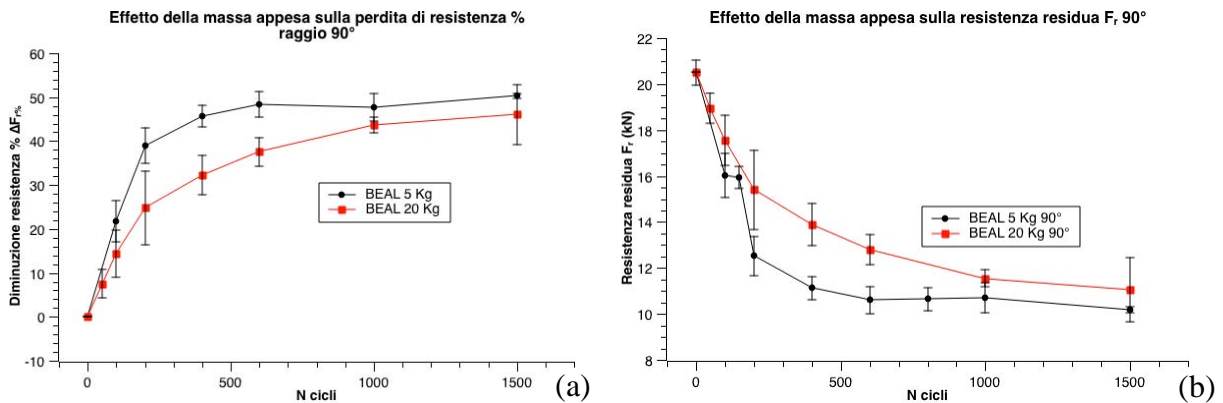 Effetto della massa appesa sulla perdita di resistenza %
raggio 90°
Diminuzione resistenza % ΔFr%
60
50
40
30
20
10
0
-10
BEAL 5 Kg
BEAL 20 Kg
0 500 1000 1500
N cicli
(a)
Effetto della massa appesa sulla resistenza residua Fr 90°
Resistenza residua Fr (kN)
22
20
18
16
14
12
10
8
BEAL 5 Kg 90°
BEAL 20 Kg 90°
0 500 1000 1500
N cicli
(b)